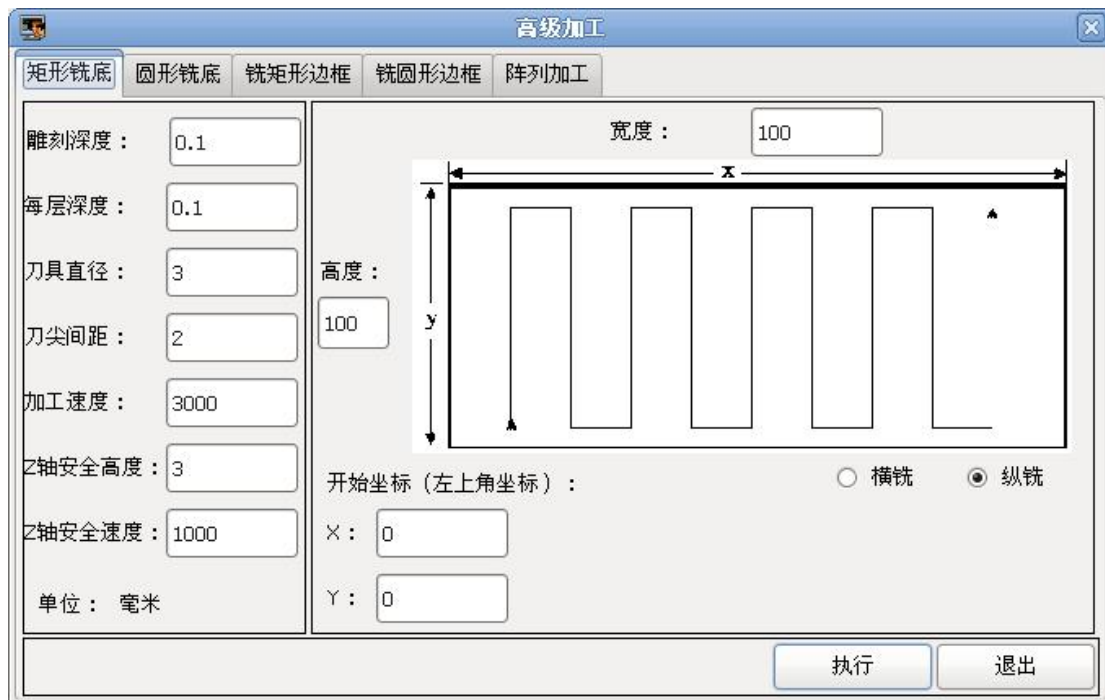 高级加工
矩形铣底 圆形铣底 铣矩形边框 铣圆形边框 阵列加工
雕刻深度： 0.1
每层深度： 0.1
刀具直径： 3
刀尖间距： 2
加工速度： 3000
Z轴安全高度： 3
Z轴安全速度： 1000
单位： 毫米
宽度： 100
X
高度：
100
y
横铣 纵铣
开始坐标（左上角坐标）：
X： 0
Y： 0
执行 退出